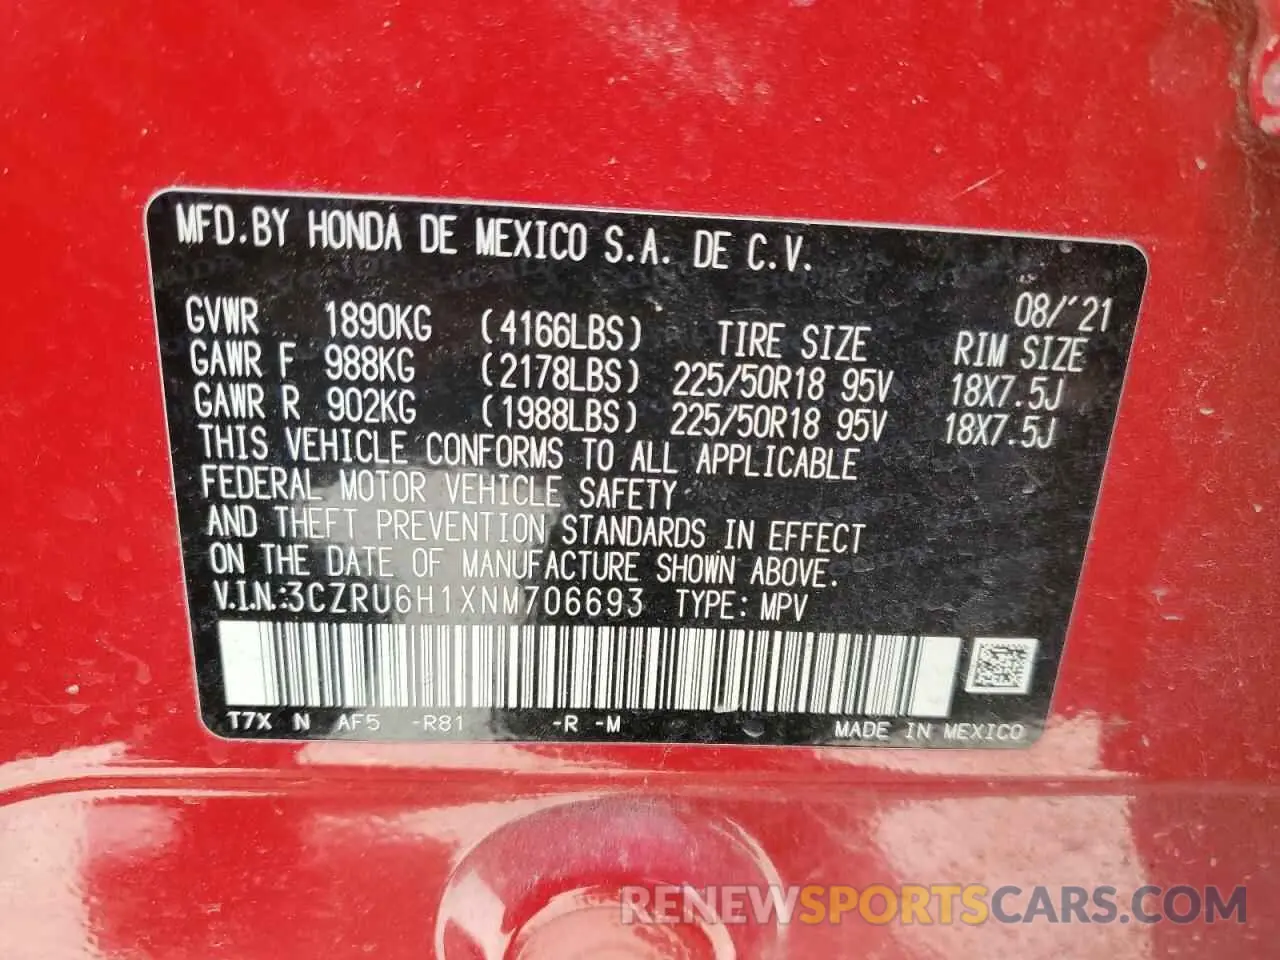 MFD.BY HONDA DE MEXICO S.A. DE C.V.
08/'21
GVWR 1890KG (4166LBS) TIRE SIZE RIM SIZE
GAWR F 988KG (2178LBS) 225/50R18 95V 18X7.5J
GAWR R 902KG (1988LBS) 225/50R18 95V 18X7.5J
THIS VEHICLE CONFORMS TO ALL APPLICABLE
FEDERAL MOTOR VEHICLE SAFETY
AND THEFT PREVENTION STANDARDS IN EFFECT
ON THE DATE OF MANUFACTURE SHOWN ABOVE.
V.I.N.:3CZRU6H1XNM706693 TYPE: MPV
T7X N AF5 -R81 -R -M MADE IN MEXICO
RENEWSPORTSCARS.COM